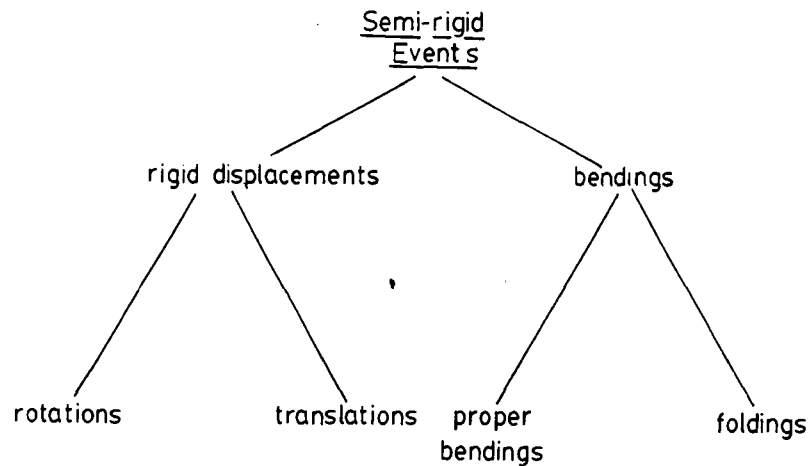 Semi-rigid
Events
rigid displacements
bendings
rotations
translations
proper
bendings
foldings